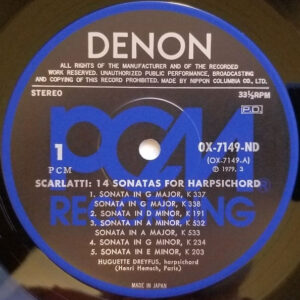 DENON
ALL RIGHTS OF THE MANUFACTURER AND OF THE RECORDED
WORK RESERVED. UNAUTHORIZED PUBLIC PERFORMANCE, BROADCASTING
AND COPYING OF THIS RECORD PROHIBITED. MADE BY NIPPON COLUMBIA CO., LTD.
STEREO
33⅓RPM
P.D.
PCM
RECORDING
1
PCM
OX-7149-ND
(OX-7149-A)
Ⓟ 1979. 3
SCARLATTI: 14 SONATAS FOR HARPSICHORD
1. SONATA IN G MAJOR, K 337
SONATA IN G MAJOR, K 338
2. SONATA IN D MINOR, K 191
3. SONATA IN A MINOR, K 532
SONATA IN A MAJOR, K 533
4. SONATA IN G MINOR, K 234
5. SONATA IN E MINOR, K 203
HUGUETTE DREYFUS, harpsichord
(Henri Hemsch, Paris)
MADE IN JAPAN